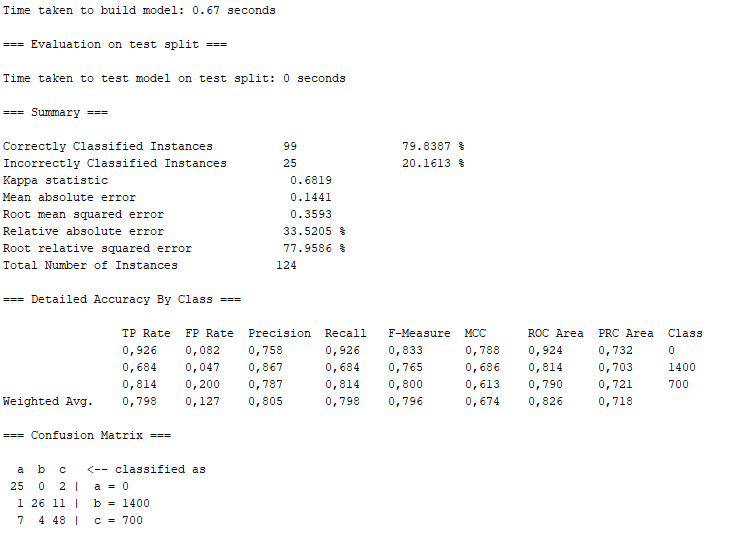 Time taken to build model: 0.67 seconds
=== Evaluation on test split ===
Time taken to test model on test split: 0 seconds
=== Summary ===
Correctly Classified Instances 99 79.8387 %
Incorrectly Classified Instances 25 20.1613 %
Kappa statistic 0.6819
Mean absolute error 0.1441
Root mean squared error 0.3593
Relative absolute error 33.5205 %
Root relative squared error 77.9586 %
Total Number of Instances 124
=== Detailed Accuracy By Class ===
TP Rate FP Rate Precision Recall F-Measure MCC ROC Area PRC Area Class
0,926 0,082 0,758 0,926 0,833 0,788 0,924 0,732 0
0,684 0,047 0,867 0,684 0,765 0,686 0,814 0,703 1400
0,814 0,200 0,787 0,814 0,800 0,613 0,790 0,721 700
Weighted Avg. 0,798 0,127 0,805 0,798 0,796 0,674 0,826 0,718
=== Confusion Matrix ===
a b c <-- classified as
25 0 2 | a = 0
1 26 11 | b = 1400
7 4 48 | c = 700